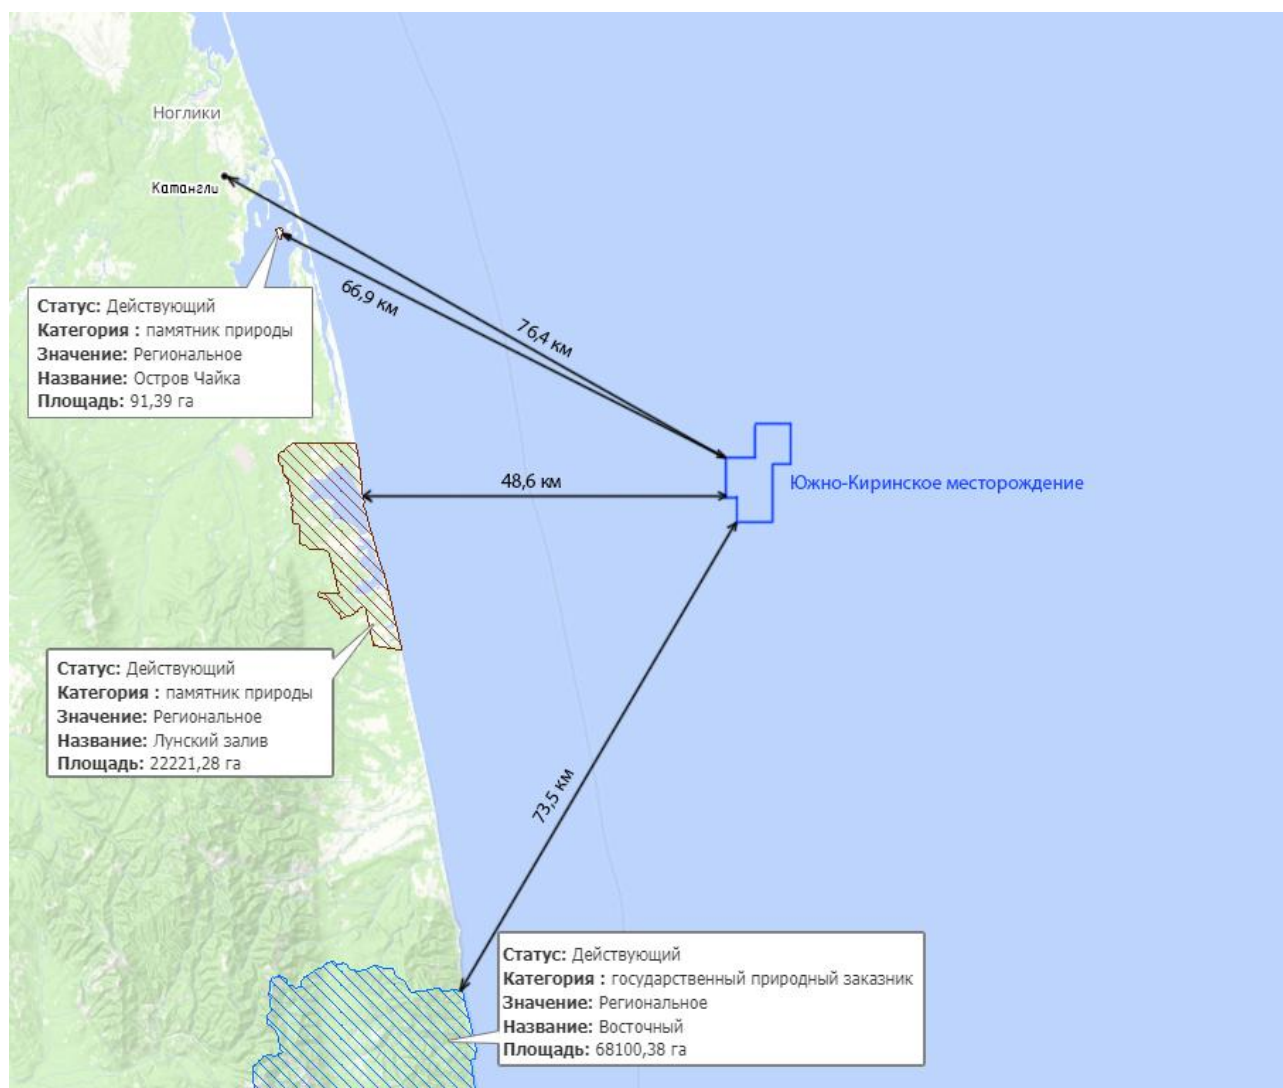 Ноглики
Катангли
66,9 км
76,4 км
Статус: Действующий
Категория : памятник природы
Значение: Региональное
Название: Остров Чайка
Площадь: 91,39 га
48,6 км
Южно-Киринское месторождение
Статус: Действующий
Категория : памятник природы
Значение: Региональное
Название: Лунский залив
Площадь: 22221,28 га
73,5 км
Статус: Действующий
Категория : государственный природный заказник
Значение: Региональное
Название: Восточный
Площадь: 68100,38 га